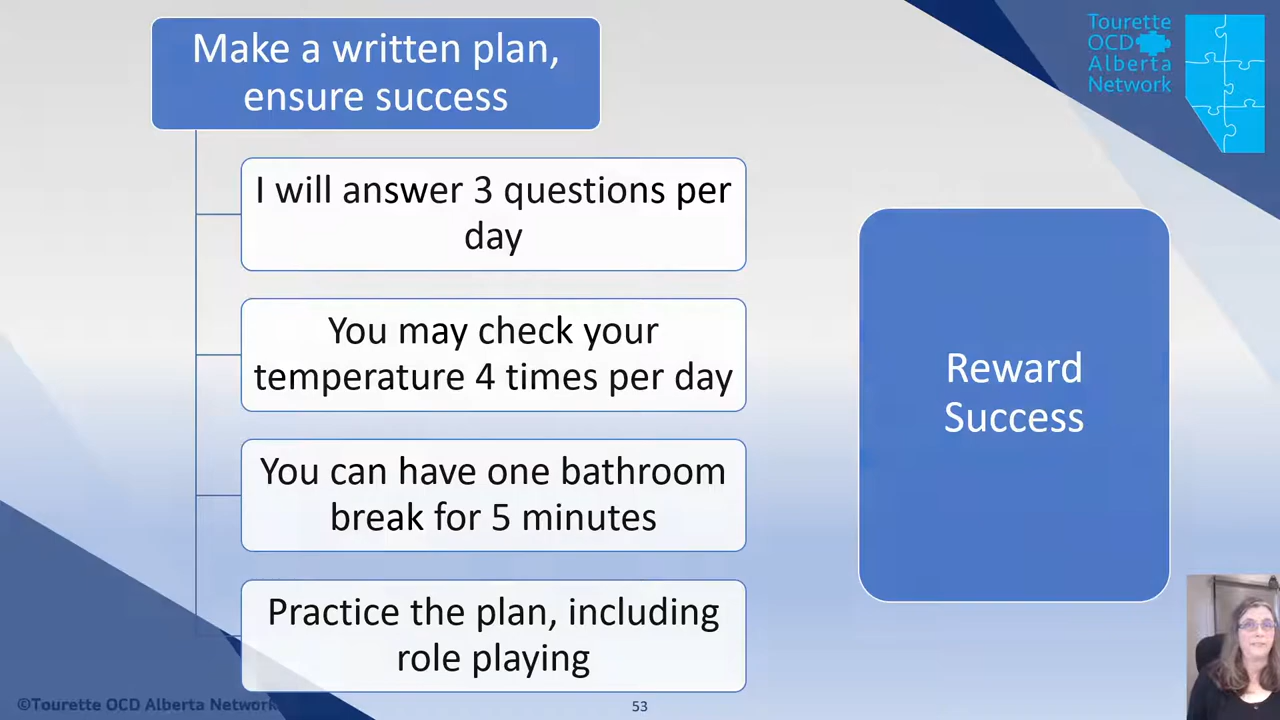 Make a written plan,
ensure success
I will answer 3 questions per
day
You may check your
temperature 4 times per day
You can have one bathroom
break for 5 minutes
Practice the plan, including
role playing
Reward
Success
Tourette
OCD
Alberta
Network
©Tourette OCD Alberta Network
53